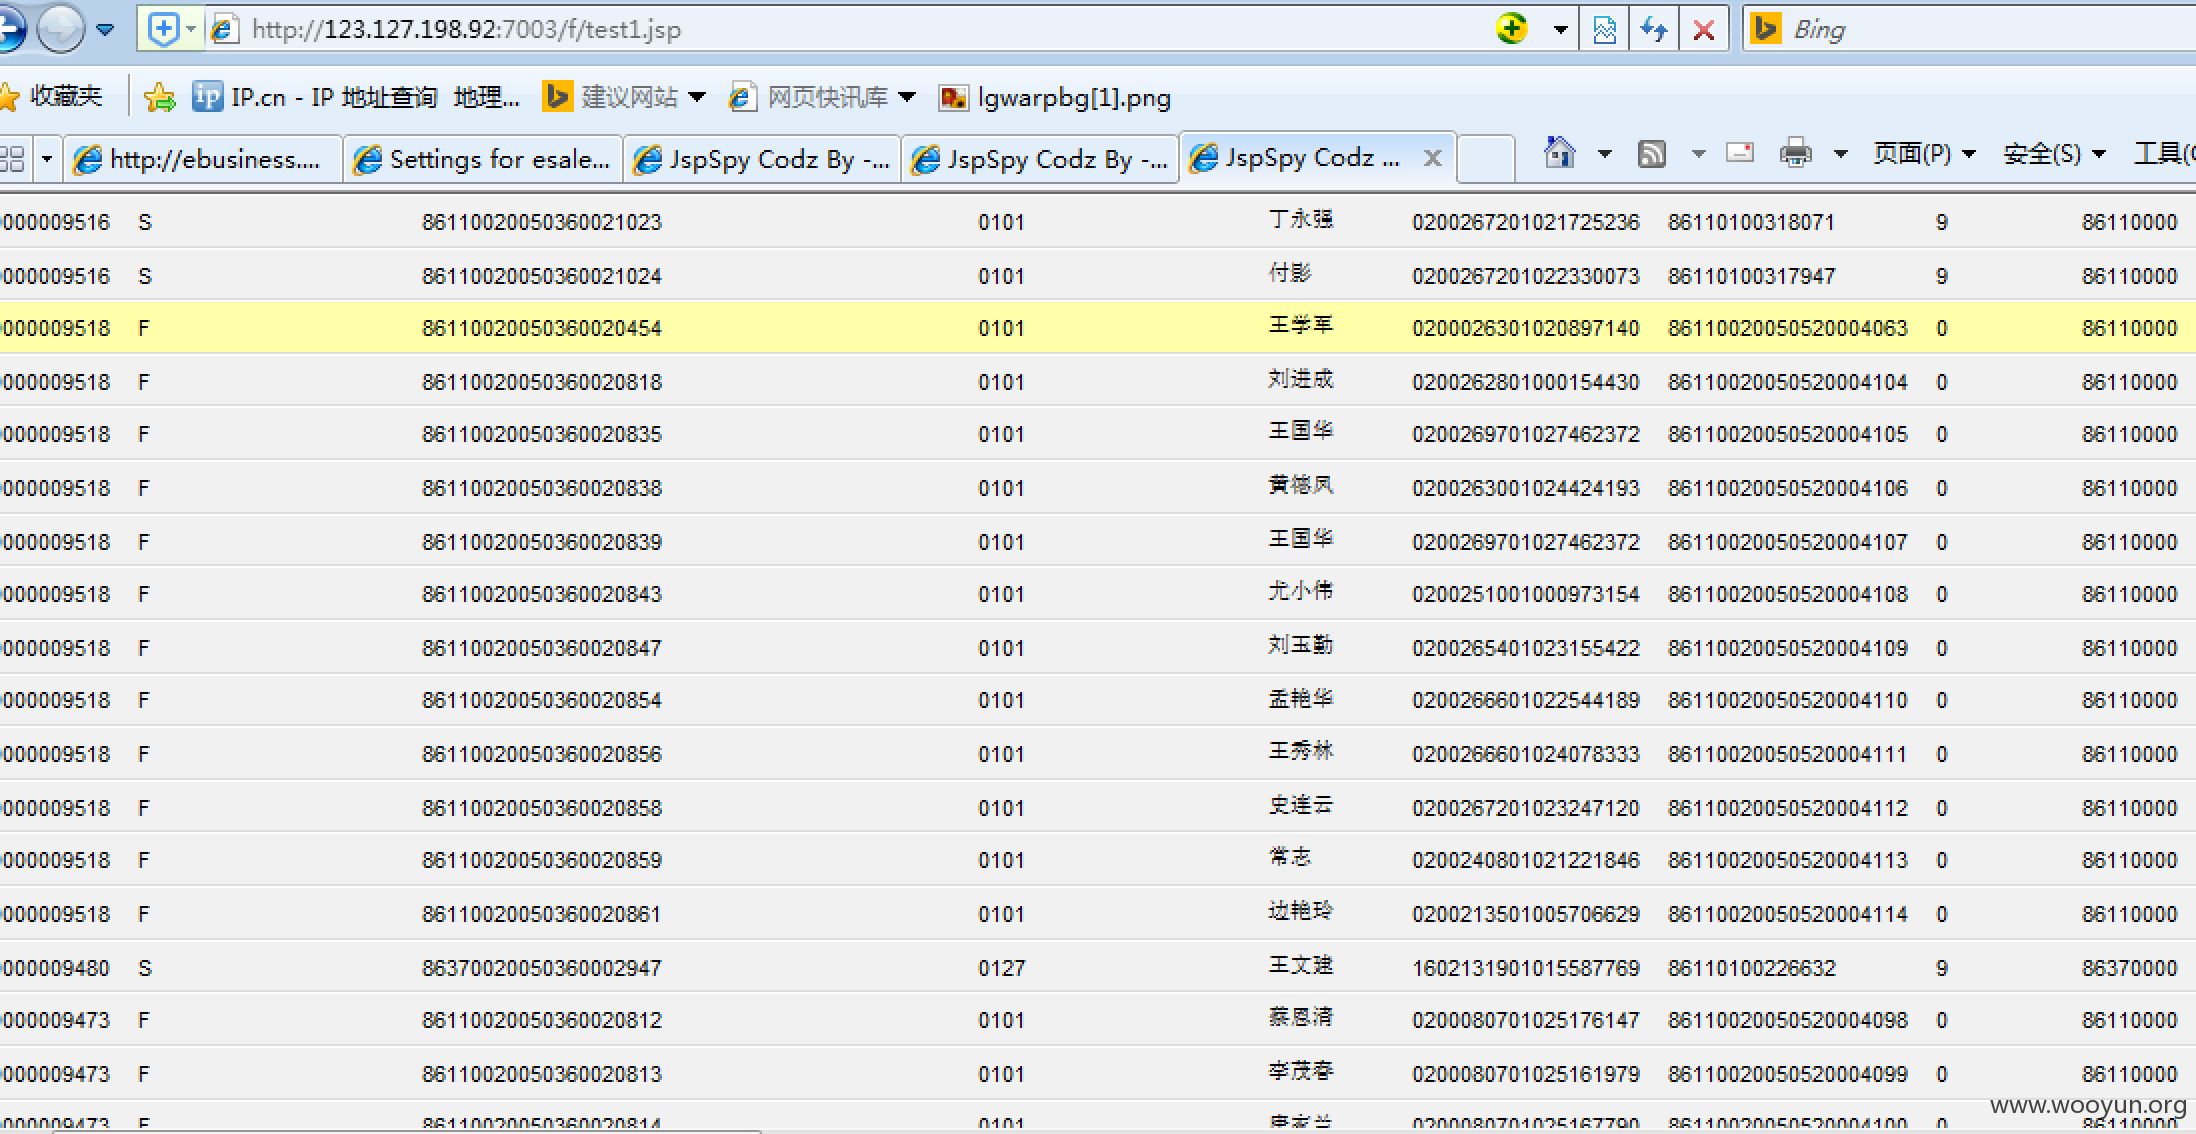 http://123.127.198.92:7003/f/test1.jsp
Bing
收藏夹
IP.cn - IP 地址查询 地理...
建议网站
网页快讯库
lgwarpbg[1].png
http://ebusiness....
Settings for esale...
JspSpy Codz By -...
JspSpy Codz By -...
JspSpy Codz ...
页面(P)
安全(S)
工具(
000009516 S 86110020050360021023 0101 丁永强 0200267201021725236 86110100318071 9 86110000
000009516 S 86110020050360021024 0101 付影 0200267201022330073 86110100317947 9 86110000
000009518 F 86110020050360020454 0101 王学军 0200026301020897140 86110020050520004063 0 86110000
000009518 F 86110020050360020818 0101 刘进成 0200262801000154430 86110020050520004104 0 86110000
000009518 F 86110020050360020835 0101 王国华 0200269701027462372 86110020050520004105 0 86110000
000009518 F 86110020050360020838 0101 黄德凤 0200263001024424193 86110020050520004106 0 86110000
000009518 F 86110020050360020839 0101 王国华 0200269701027462372 86110020050520004107 0 86110000
000009518 F 86110020050360020843 0101 尤小伟 0200251001000973154 86110020050520004108 0 86110000
000009518 F 86110020050360020847 0101 刘玉勤 0200265401023155422 86110020050520004109 0 86110000
000009518 F 86110020050360020854 0101 孟艳华 0200266601022544189 86110020050520004110 0 86110000
000009518 F 86110020050360020856 0101 王秀林 0200266601024078333 86110020050520004111 0 86110000
000009518 F 86110020050360020858 0101 史连云 0200267201023247120 86110020050520004112 0 86110000
000009518 F 86110020050360020859 0101 常志 0200240801021221846 86110020050520004113 0 86110000
000009518 F 86110020050360020861 0101 边艳玲 0200213501005706629 86110020050520004114 0 86110000
000009480 S 86370020050360002947 0127 王文建 1602131901015587769 86110100226632 9 86370000
000009473 F 86110020050360020812 0101 蔡恩清 0200080701025176147 86110020050520004098 0 86110000
000009473 F 86110020050360020813 0101 李茂春 0200080701025161979 86110020050520004099 0 86110000
000009473 F 86110020050360020814 0101 0200080701025167790 86110020050520004100 0 86110000
www.wooyun.org